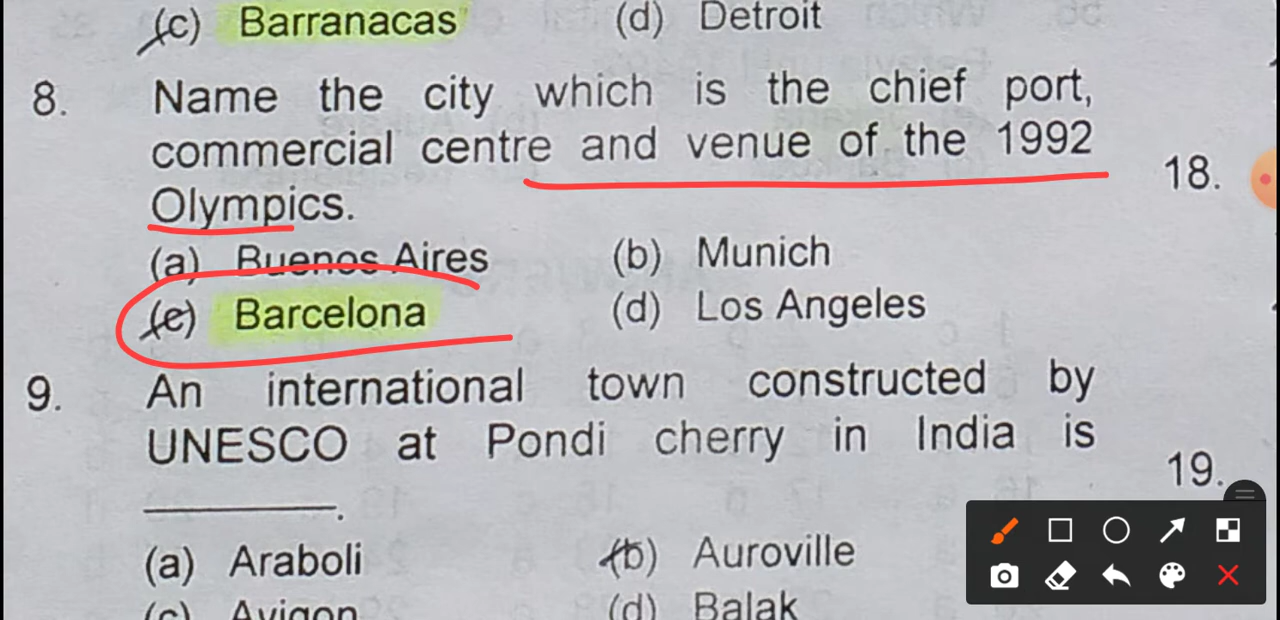 (c) Barranacas (d) Detroit
8. Name the city which is the chief port,
commercial centre and venue of the 1992
Olympics.
(a) Buenos Aires (b) Munich
(c) Barcelona (d) Los Angeles
9. An international town constructed by
UNESCO at Pondi cherry in India is
__________.
(a) Araboli (b) Auroville
(c) Avigon (d) Balak
18.
19.